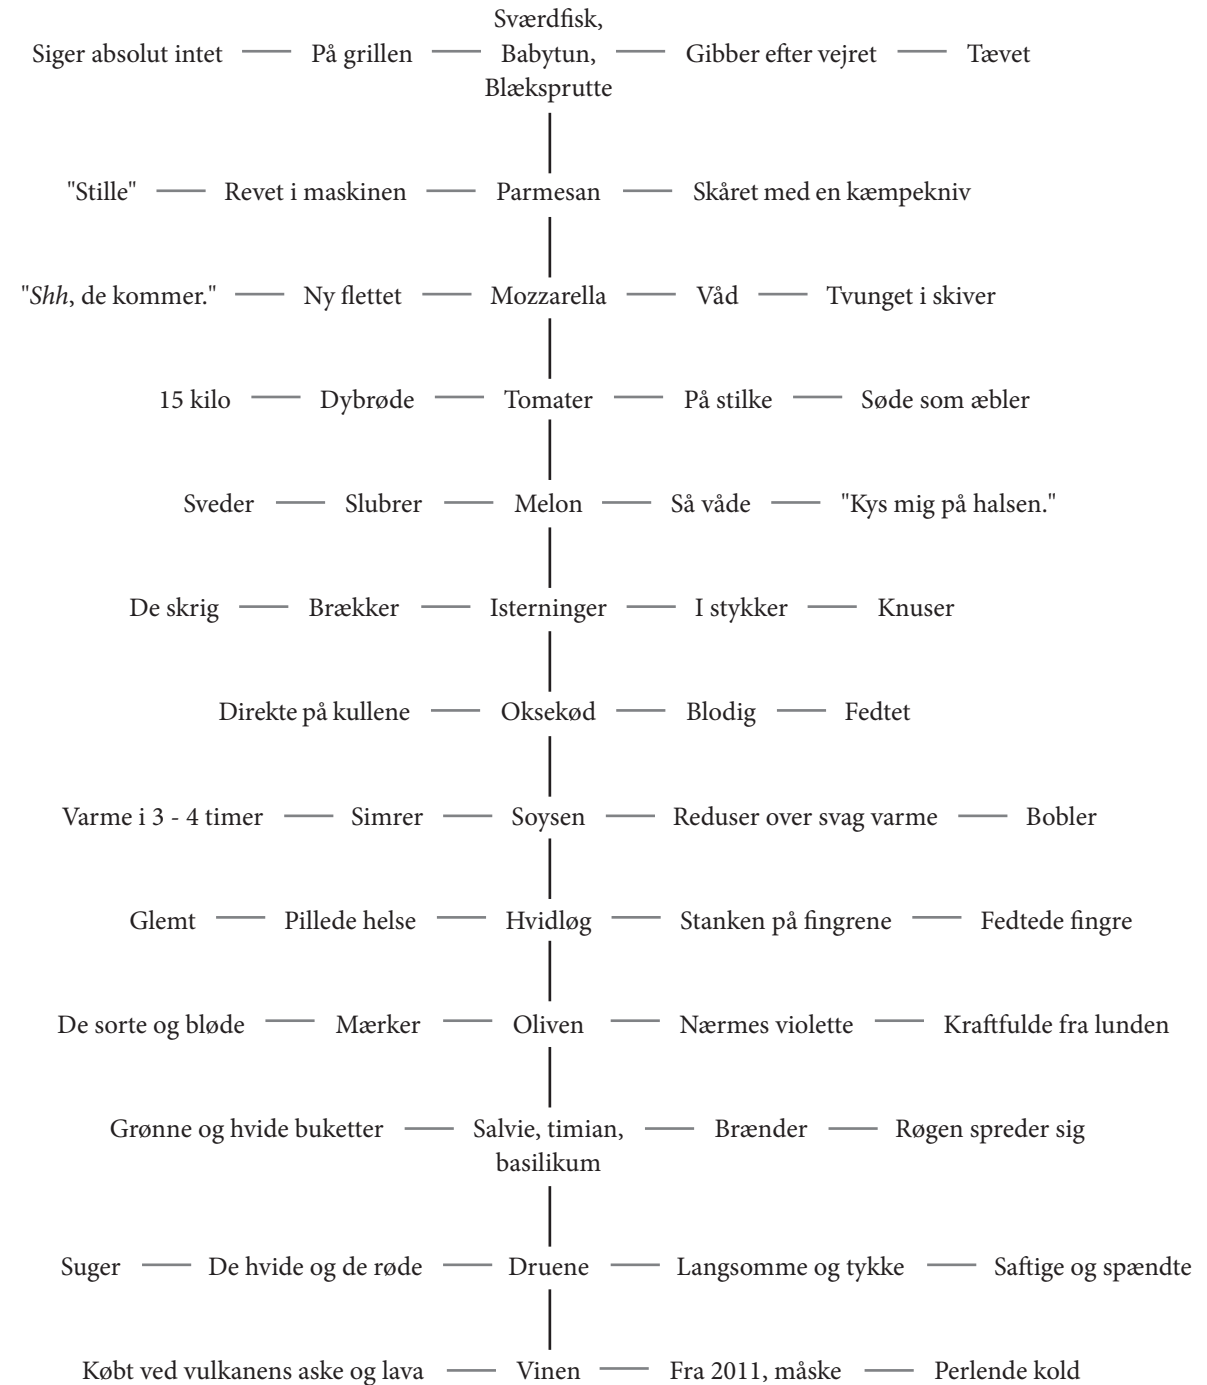 Siger absolut intet På grillen Sværdfisk,
Babytun,
Blæksprutte Gibber efter vejret Tævet
"Stille" Revet i maskinen Parmesan Skåret med en kæmpekniv
"Shh, de kommer." Ny flettet Mozzarella Våd Tvunget i skiver
15 kilo Dybrøde Tomater På stilke Søde som æbler
Sveder Slubrer Melon Så våde "Kys mig på halsen."
De skrig Brækker Isterninger I stykker Knuser
Direkte på kullene Oksekød Blodig Fedtet
Varme i 3 - 4 timer Simrer Soysen Reduser over svag varme Bobler
Glemt Pillede helse Hvidløg Stanken på fingrene Fedtede fingre
De sorte og bløde Mærker Oliven Nærmes violette Kraftfulde fra lunden
Grønne og hvide buketter Salvie, timian,
basilikum Brænder Røgen spreder sig
Suger De hvide og de røde Druene Langsomme og tykke Saftige og spændte
Købt ved vulkanens aske og lava Vinen Fra 2011, måske Perlende kold